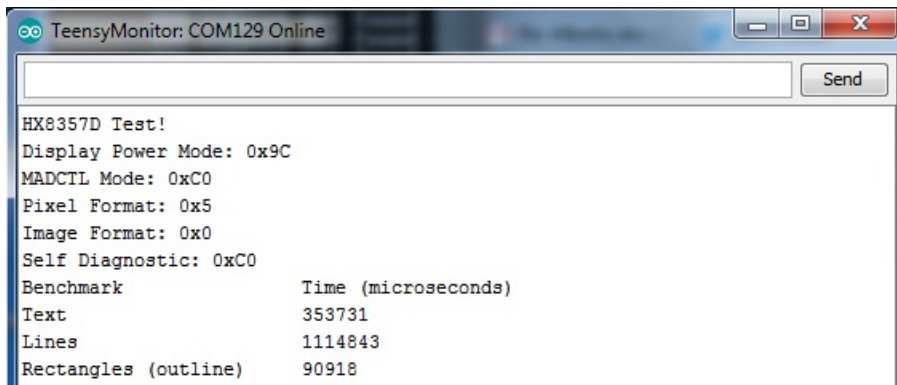 TeensyMonitor: COM129 Online
Send
HX8357D Test!
Display Power Mode: 0x9C
MADCTL Mode: 0xC0
Pixel Format: 0x5
Image Format: 0x0
Self Diagnostic: 0xC0
Benchmark Time (microseconds)
Text 353731
Lines 1114843
Rectangles (outline) 90918